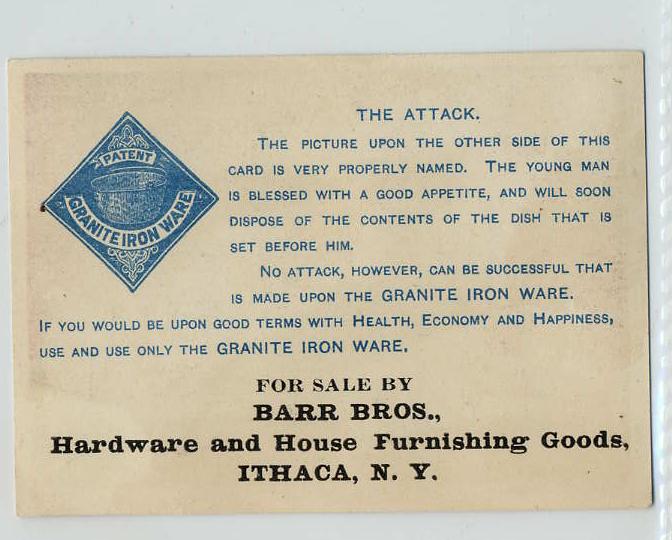 PATENT
GRANITE IRON WARE
THE ATTACK.
THE PICTURE UPON THE OTHER SIDE OF THIS
CARD IS VERY PROPERLY NAMED. THE YOUNG MAN
IS BLESSED WITH A GOOD APPETITE, AND WILL SOON
DISPOSE OF THE CONTENTS OF THE DISH THAT IS
SET BEFORE HIM.
NO ATTACK, HOWEVER, CAN BE SUCCESSFUL THAT
IS MADE UPON THE GRANITE IRON WARE.
IF YOU WOULD BE UPON GOOD TERMS WITH HEALTH, ECONOMY AND HAPPINESS,
USE AND USE ONLY THE GRANITE IRON WARE.
FOR SALE BY
BARR BROS.,
Hardware and House Furnishing Goods,
ITHACA, N. Y.